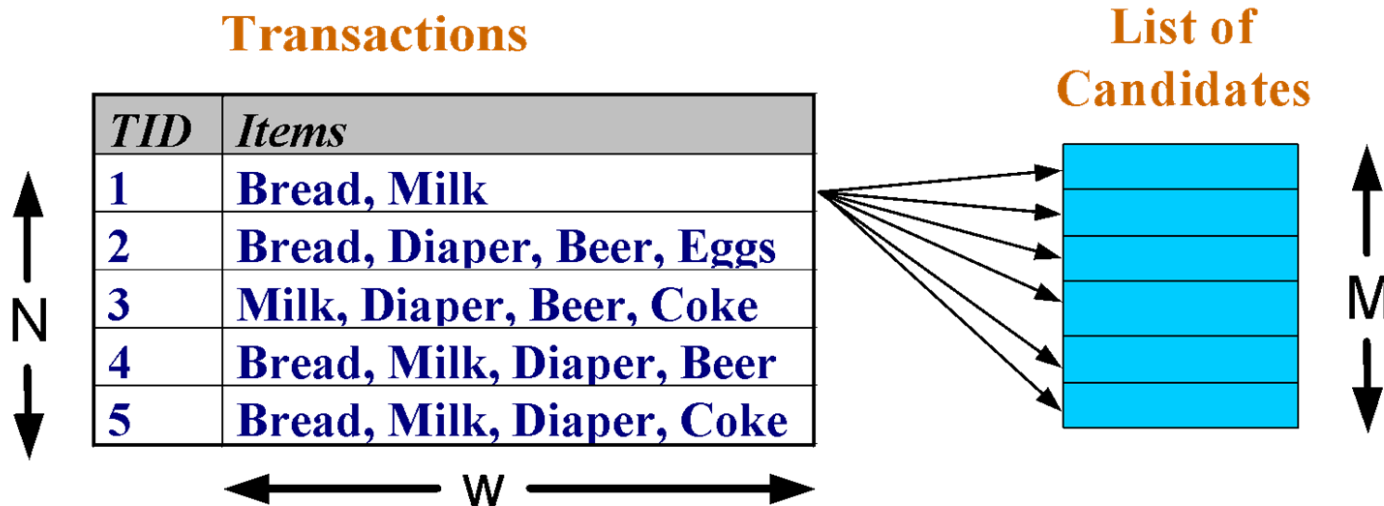 Transactions
List of
Candidates
TID Items
1 Bread, Milk
2 Bread, Diaper, Beer, Eggs
3 Milk, Diaper, Beer, Coke
4 Bread, Milk, Diaper, Beer
5 Bread, Milk, Diaper, Coke
N
M
w